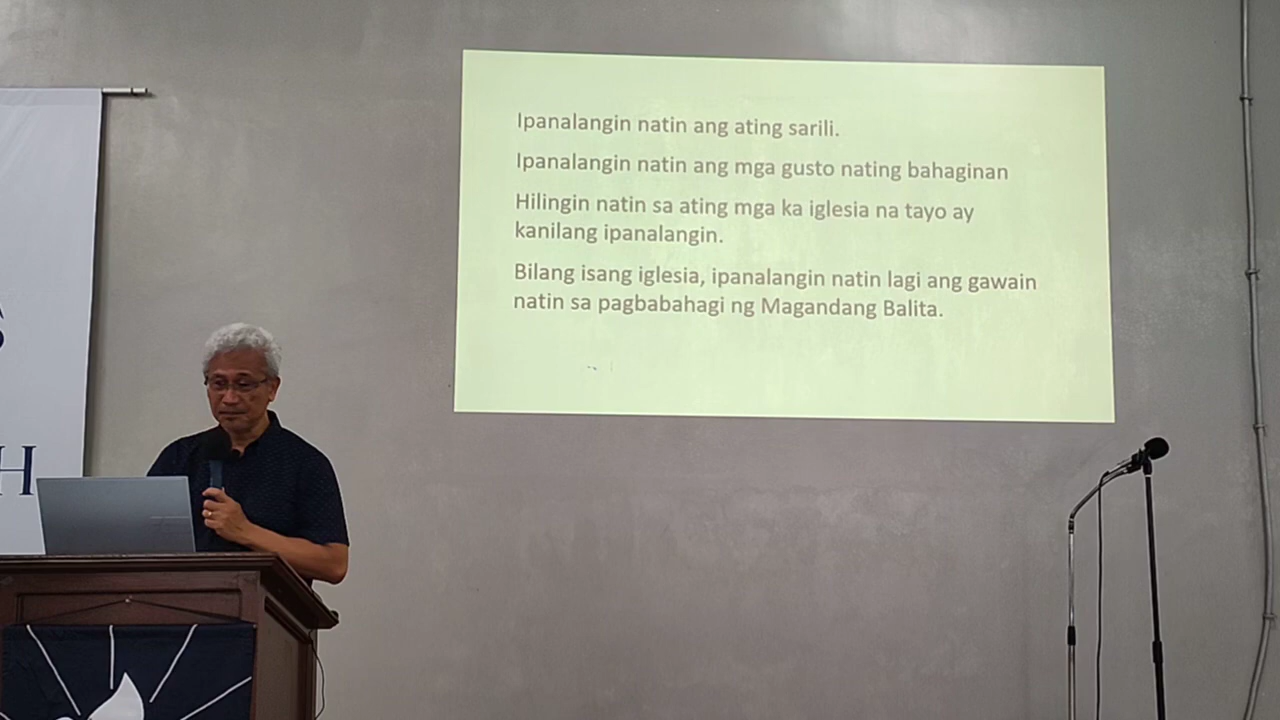 Ipanalangin natin ang ating sarili.
Ipanalangin natin ang mga gusto nating bahaginan
Hilingin natin sa ating mga ka iglesia na tayo ay
kanilang ipanalangin.
Bilang isang iglesia, ipanalangin natin lagi ang gawain
natin sa pagbabahagi ng Magandang Balita.
H